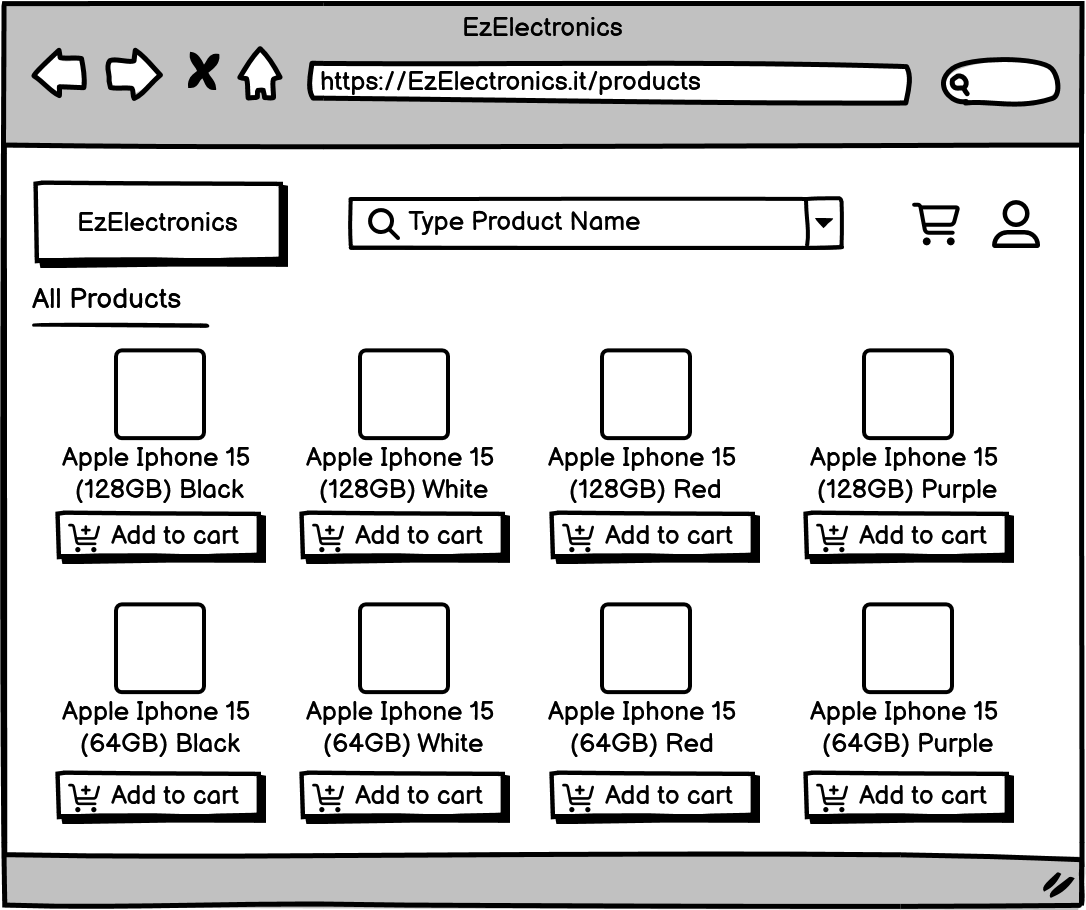 EzElectronics
https://EzElectronics.it/products
EzElectronics
Type Product Name
All Products
Apple Iphone 15
(128GB) Black
Add to cart
Apple Iphone 15
(128GB) White
Add to cart
Apple Iphone 15
(128GB) Red
Add to cart
Apple Iphone 15
(128GB) Purple
Add to cart
Apple Iphone 15
(64GB) Black
Add to cart
Apple Iphone 15
(64GB) White
Add to cart
Apple Iphone 15
(64GB) Red
Add to cart
Apple Iphone 15
(64GB) Purple
Add to cart